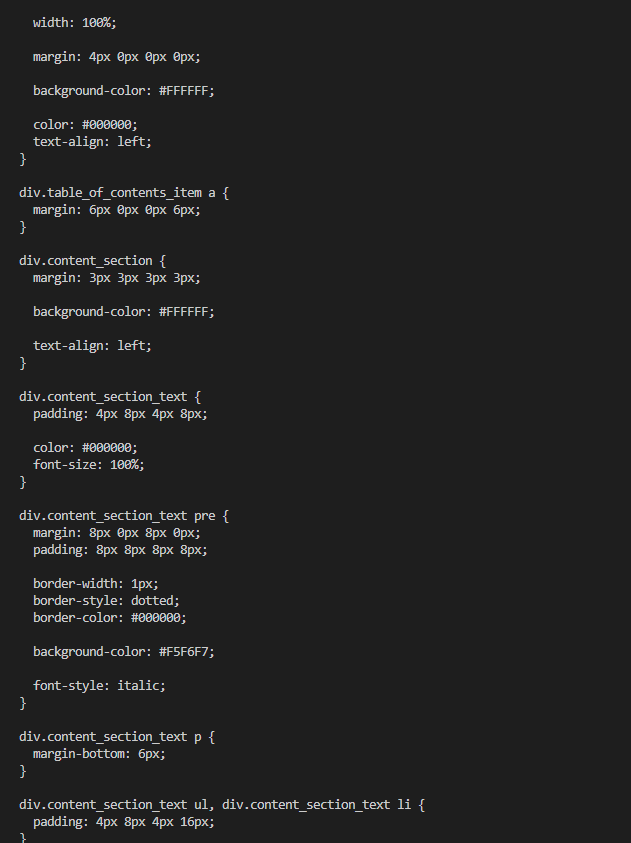 width: 100%;
margin: 4px 0px 0px 0px;
background-color: #FFFFFF;
color: #000000;
text-align: left;
}
div.table_of_contents_item a {
margin: 6px 0px 0px 6px;
}
div.content_section {
margin: 3px 3px 3px 3px;
background-color: #FFFFFF;
text-align: left;
}
div.content_section_text {
padding: 4px 8px 4px 8px;
color: #000000;
font-size: 100%;
}
div.content_section_text pre {
margin: 8px 0px 8px 0px;
padding: 8px 8px 8px 8px;
border-width: 1px;
border-style: dotted;
border-color: #000000;
background-color: #F5F6F7;
font-style: italic;
}
div.content_section_text p {
margin-bottom: 6px;
}
div.content_section_text ul, div.content_section_text li {
padding: 4px 8px 4px 16px;
}